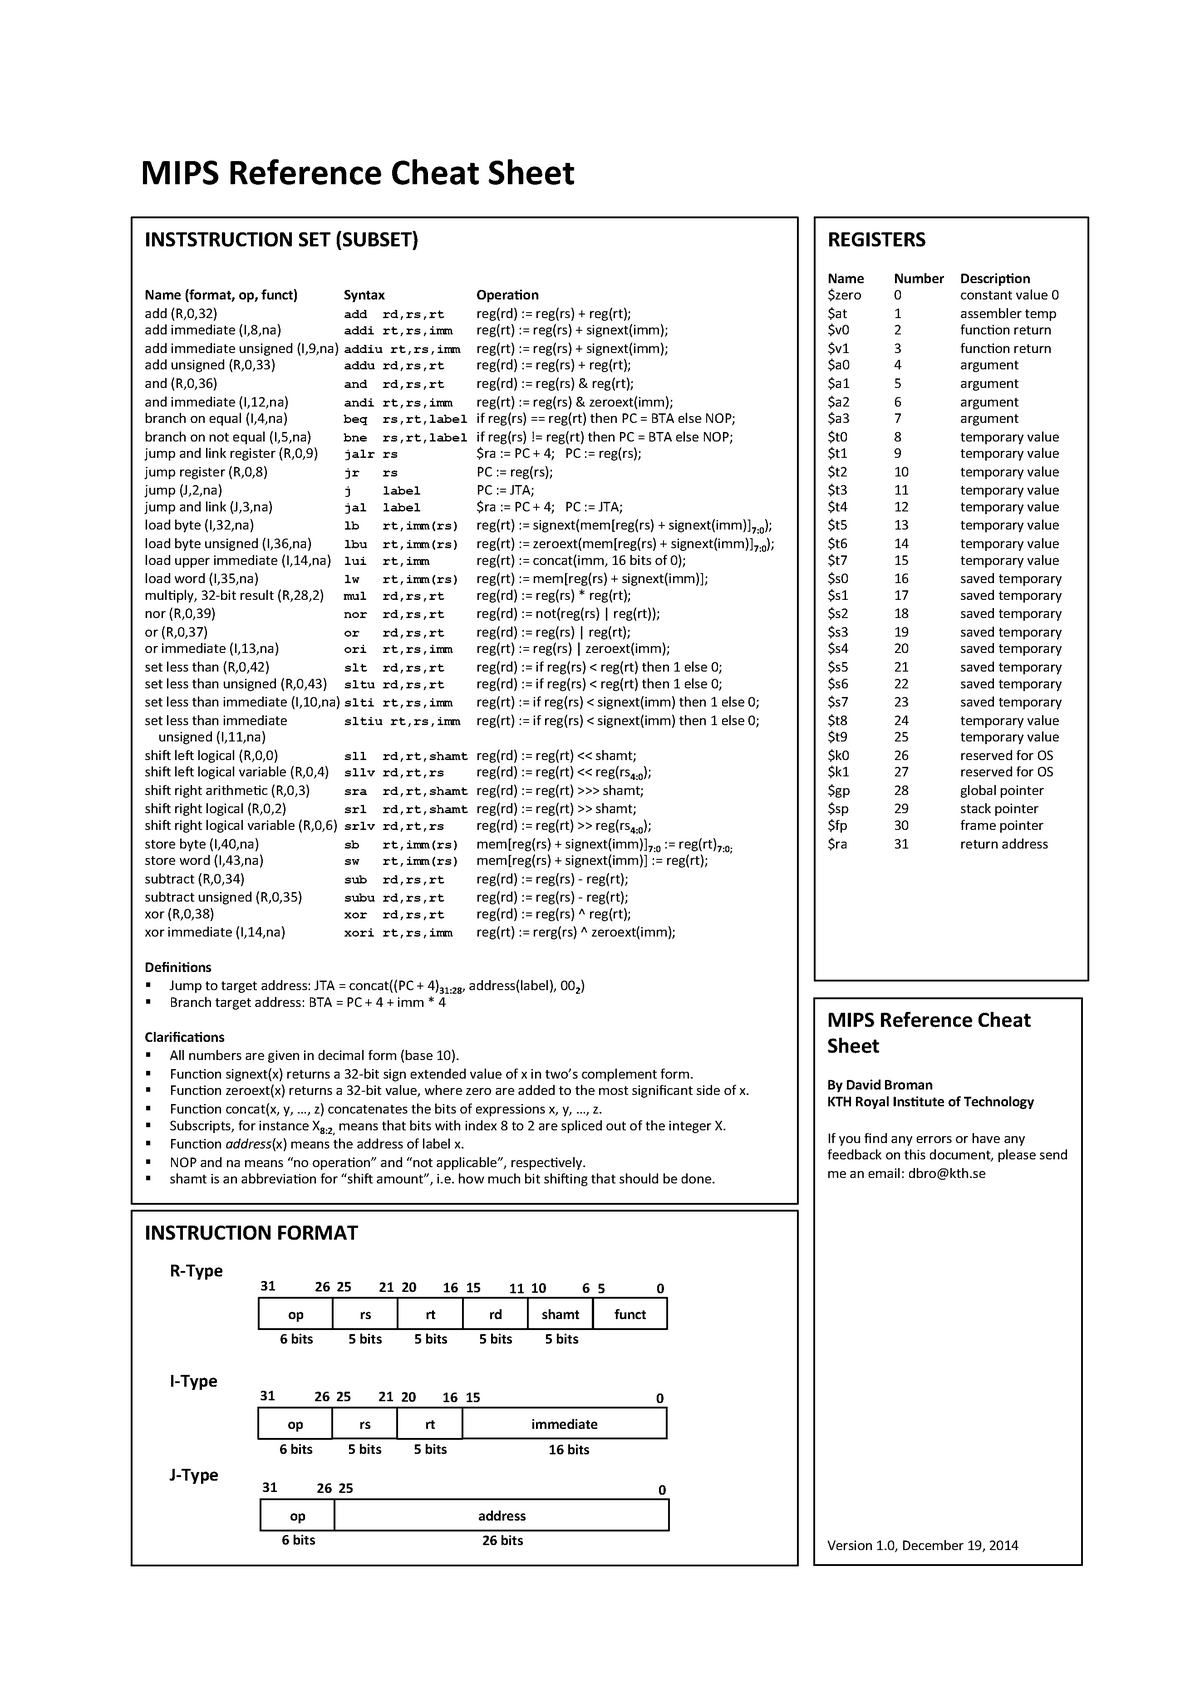 MIPS Reference Cheat Sheet
INSTSTRUCTION SET (SUBSET)
Name (format, op, funct) Syntax Operation
add (R,0,32) add rd,rs,rt reg(rd) := reg(rs) + reg(rt);
add immediate (I,8,na) addi rt,rs,imm reg(rt) := reg(rs) + signext(imm);
add immediate unsigned (I,9,na) addiu rt,rs,imm reg(rt) := reg(rs) + signext(imm);
add unsigned (R,0,33) addu rd,rs,rt reg(rd) := reg(rs) + reg(rt);
and (R,0,36) and rd,rs,rt reg(rd) := reg(rs) & reg(rt);
and immediate (I,12,na) andi rt,rs,imm reg(rt) := reg(rs) & zeroext(imm);
branch on equal (I,4,na) beq rs,rt,label if reg(rs) == reg(rt) then PC = BTA else NOP;
branch on not equal (I,5,na) bne rs,rt,label if reg(rs) != reg(rt) then PC = BTA else NOP;
jump and link register (R,0,9) jalr rs $ra := PC + 4; PC := reg(rs);
jump register (R,0,8) jr rs PC := reg(rs);
jump (J,2,na) j label PC := JTA;
jump and link (J,3,na) jal label $ra := PC + 4; PC := JTA;
load byte (I,32,na) lb rt,imm(rs) reg(rt) := signext(mem[reg(rs) + signext(imm)]7:0);
load byte unsigned (I,36,na) lbu rt,imm(rs) reg(rt) := zeroext(mem[reg(rs) + signext(imm)]7:0);
load upper immediate (I,14,na) lui rt,imm reg(rt) := concat(imm, 16 bits of 0);
load word (I,35,na) lw rt,imm(rs) reg(rt) := mem[reg(rs) + signext(imm)];
multiply, 32-bit result (R,28,2) mul rd,rs,rt reg(rd) := reg(rs) * reg(rt);
nor (R,0,39) nor rd,rs,rt reg(rd) := not(reg(rs) | reg(rt));
or (R,0,37) or rd,rs,rt reg(rd) := reg(rs) | reg(rt);
or immediate (I,13,na) ori rt,rs,imm reg(rt) := reg(rs) | zeroext(imm);
set less than (R,0,42) slt rd,rs,rt reg(rd) := if reg(rs) < reg(rt) then 1 else 0;
set less than unsigned (R,0,43) sltu rd,rs,rt reg(rd) := if reg(rs) < reg(rt) then 1 else 0;
set less than immediate (I,10,na) slti rt,rs,imm reg(rt) := if reg(rs) < signext(imm) then 1 else 0;
set less than immediate sltiu rt,rs,imm reg(rt) := if reg(rs) < signext(imm) then 1 else 0;
unsigned (I,11,na)
shift left logical (R,0,0) sll rd,rt,shamt reg(rd) := reg(rt) << shamt;
shift left logical variable (R,0,4) sllv rd,rt,rs reg(rd) := reg(rt) << reg(rs4:0);
shift right arithmetic (R,0,3) sra rd,rt,shamt reg(rd) := reg(rt) >>> shamt;
shift right logical (R,0,2) srl rd,rt,shamt reg(rd) := reg(rt) >> shamt;
shift right logical variable (R,0,6) srlv rd,rt,rs reg(rd) := reg(rt) >> reg(rs4:0);
store byte (I,40,na) sb rt,imm(rs) mem[reg(rs) + signext(imm)]7:0 := reg(rt)7:0;
store word (I,43,na) sw rt,imm(rs) mem[reg(rs) + signext(imm)] := reg(rt);
subtract (R,0,34) sub rd,rs,rt reg(rd) := reg(rs) - reg(rt);
subtract unsigned (R,0,35) subu rd,rs,rt reg(rd) := reg(rs) - reg(rt);
xor (R,0,38) xor rd,rs,rt reg(rd) := reg(rs) ^ reg(rt);
xor immediate (I,14,na) xori rt,rs,imm reg(rt) := rerg(rs) ^ zeroext(imm);
Definitions
▪ Jump to target address: JTA = concat((PC + 4)31:28, address(label), 002)
▪ Branch target address: BTA = PC + 4 + imm * 4
Clarifications
▪ All numbers are given in decimal form (base 10).
▪ Function signext(x) returns a 32-bit sign extended value of x in two’s complement form.
▪ Function zeroext(x) returns a 32-bit value, where zero are added to the most significant side of x.
▪ Function concat(x, y, …, z) concatenates the bits of expressions x, y, …, z.
▪ Subscripts, for instance X8:2, means that bits with index 8 to 2 are spliced out of the integer X.
▪ Function address(x) means the address of label x.
▪ NOP and na means “no operation” and “not applicable”, respectively.
▪ shamt is an abbreviation for “shift amount”, i.e. how much bit shifting that should be done.
INSTRUCTION FORMAT
R-Type
31 26 25 21 20 16 15 11 10 6 5 0
op rs rt rd shamt funct
6 bits 5 bits 5 bits 5 bits 5 bits
I-Type
31 26 25 21 20 16 15 0
op rs rt immediate
6 bits 5 bits 5 bits 16 bits
J-Type
31 26 25 0
op address
6 bits 26 bits
REGISTERS
Name Number Description
$zero 0 constant value 0
$at 1 assembler temp
$v0 2 function return
$v1 3 function return
$a0 4 argument
$a1 5 argument
$a2 6 argument
$a3 7 argument
$t0 8 temporary value
$t1 9 temporary value
$t2 10 temporary value
$t3 11 temporary value
$t4 12 temporary value
$t5 13 temporary value
$t6 14 temporary value
$t7 15 temporary value
$s0 16 saved temporary
$s1 17 saved temporary
$s2 18 saved temporary
$s3 19 saved temporary
$s4 20 saved temporary
$s5 21 saved temporary
$s6 22 saved temporary
$s7 23 saved temporary
$t8 24 temporary value
$t9 25 temporary value
$k0 26 reserved for OS
$k1 27 reserved for OS
$gp 28 global pointer
$sp 29 stack pointer
$fp 30 frame pointer
$ra 31 return address
MIPS Reference Cheat
Sheet
By David Broman
KTH Royal Institute of Technology
If you find any errors or have any
feedback on this document, please send
me an email: dbro@kth.se
Version 1.0, December 19, 2014